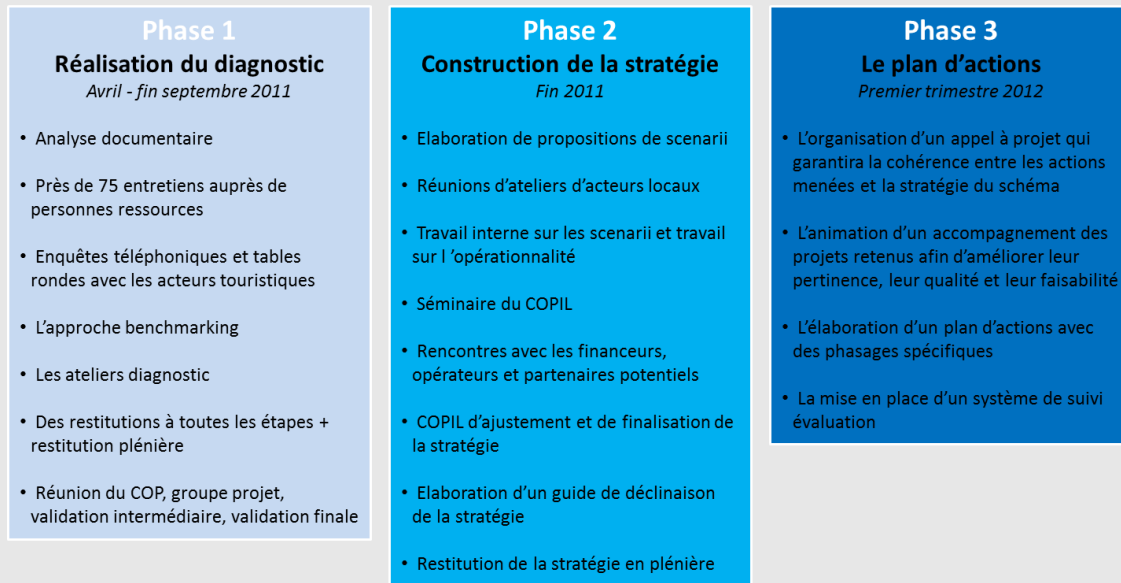 Phase 1
Réalisation du diagnostic
Avril - fin septembre 2011
• Analyse documentaire
• Près de 75 entretiens auprès de
personnes ressources
• Enquêtes téléphoniques et tables
rondes avec les acteurs touristiques
• L'approche benchmarking
• Les ateliers diagnostic
• Des restitutions à toutes les étapes +
restitution plénière
• Réunion du COP, groupe projet,
validation intermédiaire, validation finale
Phase 2
Construction de la stratégie
Fin 2011
• Elaboration de propositions de scenarii
• Réunions d'ateliers d'acteurs locaux
• Travail interne sur les scenarii et travail
sur l 'opérationnalité
• Séminaire du COPIL
• Rencontres avec les financeurs,
opérateurs et partenaires potentiels
• COPIL d'ajustement et de finalisation de
la stratégie
• Elaboration d'un guide de déclinaison
de la stratégie
• Restitution de la stratégie en plénière
Phase 3
Le plan d'actions
Premier trimestre 2012
• L'organisation d'un appel à projet qui
garantira la cohérence entre les actions
menées et la stratégie du schéma
• L'animation d'un accompagnement des
projets retenus afin d'améliorer leur
pertinence, leur qualité et leur faisabilité
• L'élaboration d'un plan d'actions avec
des phasages spécifiques
• La mise en place d'un système de suivi
évaluation